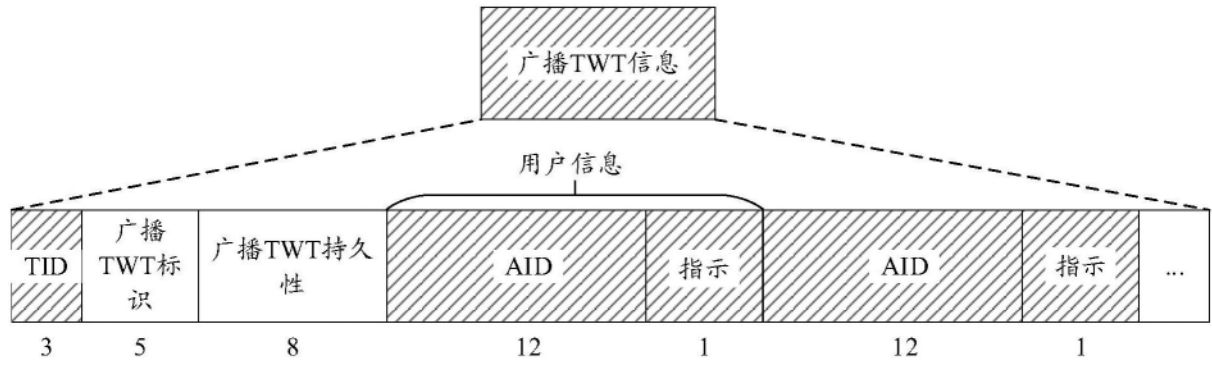 广播TWT信息
用户信息
TID
广播
TWT标
识
广播TWT持久
性
AID
指示
AID
指示
...
3 5 8 12 1 12 1